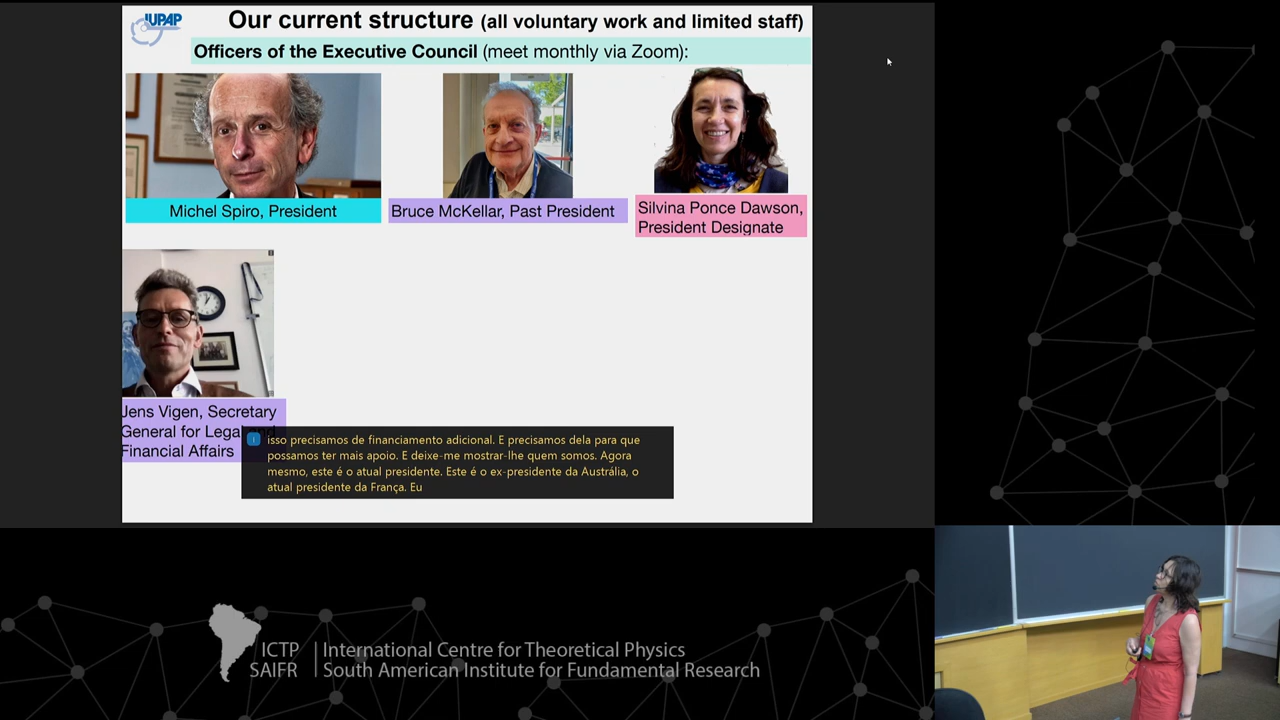 IUPAP
Our current structure (all voluntary work and limited staff)
Officers of the Executive Council (meet monthly via Zoom):
Michel Spiro, President
Bruce McKellar, Past President
Silvina Ponce Dawson,
President Designate
Jens Vigen, Secretary
General for Legal and
Financial Affairs
isso precisamos de financiamento adicional. E precisamos dela para que
possamos ter mais apoio. E deixe-me mostrar-lhe quem somos. Agora
mesmo, este é o atual presidente. Este é o ex-presidente da Austrália, o
atual presidente da França. Eu
ICTP
SAIFR
International Centre for Theoretical Physics
South American Institute for Fundamental Research